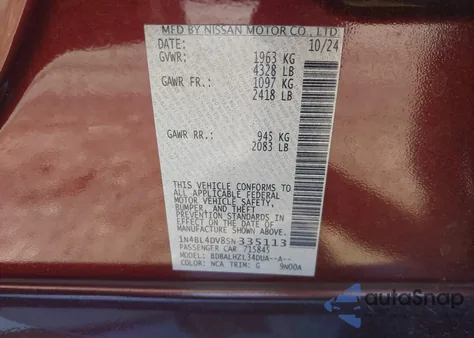 MFD BY NISSAN MOTOR CO., LTD
DATE: 10/24
GVWR: 1963 KG
4328 LB
GAWR FR.: 1097 KG
2418 LB
GAWR RR.: 945 KG
2083 LB
THIS VEHICLE CONFORMS TO
ALL APPLICABLE FEDERAL
MOTOR VEHICLE SAFETY,
BUMPER, AND THEFT
PREVENTION STANDARDS IN
EFFECT ON THE DATE OF
MANUFACTURE SHOWN ABOVE.
1N4BL4DV8SN335113
PASSENGER CAR 715845
MODEL: BDBALHZL34DUA--A--
COLOR: NCA TRIM: G 9N00A
autoSnap